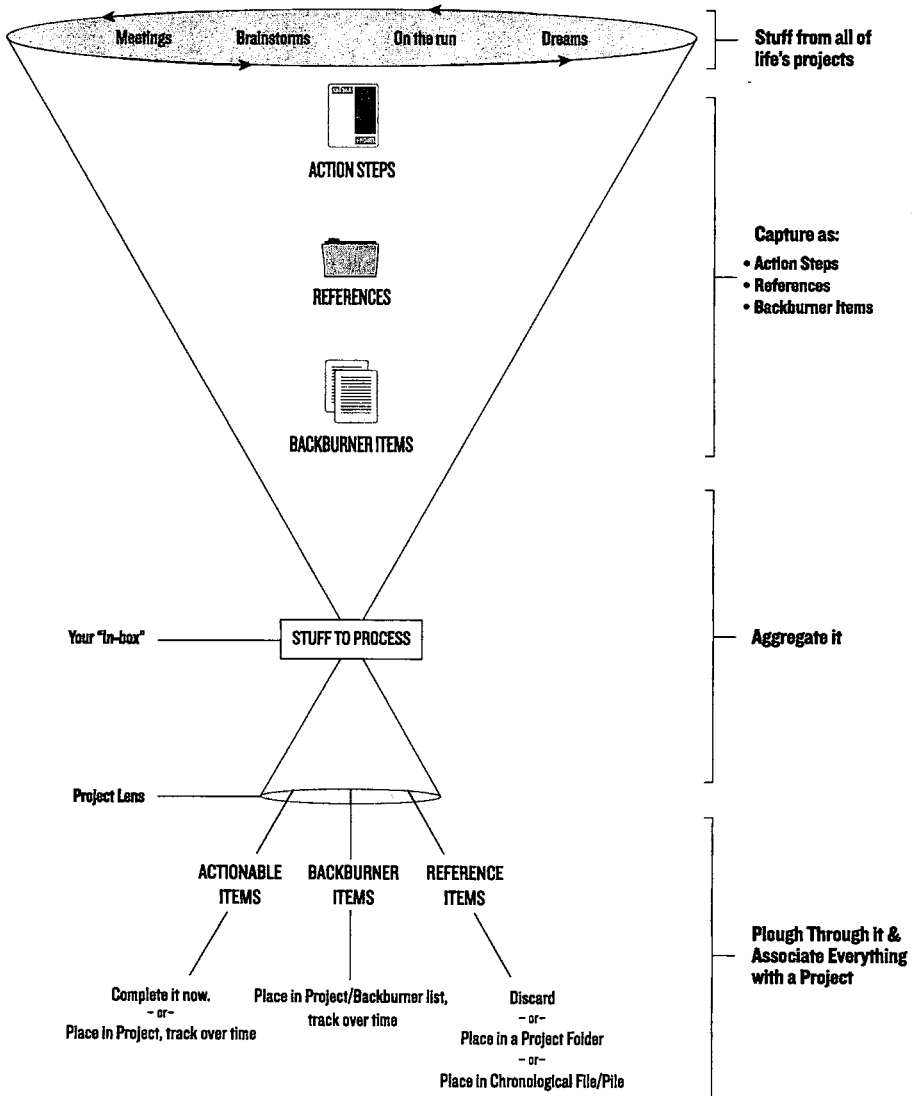 Meetings Brainstorms On the run Dreams
Stuff from all of
life's projects
ACTION STEPS
REFERENCES
BACKBURNER ITEMS
Capture as:
• Action Steps
• References
• Backburner Items
Your "In-box"
STUFF TO PROCESS
Aggregate it
Project Lens
ACTIONABLE
ITEMS
BACKBURNER
ITEMS
REFERENCE
ITEMS
Complete it now.
– or–
Place in Project, track over time
Place in Project/Backburner list,
track over time
Discard
– or–
Place in a Project Folder
– or–
Place in Chronological File/Pile
Plough Through it &
Associate Everything
with a Project